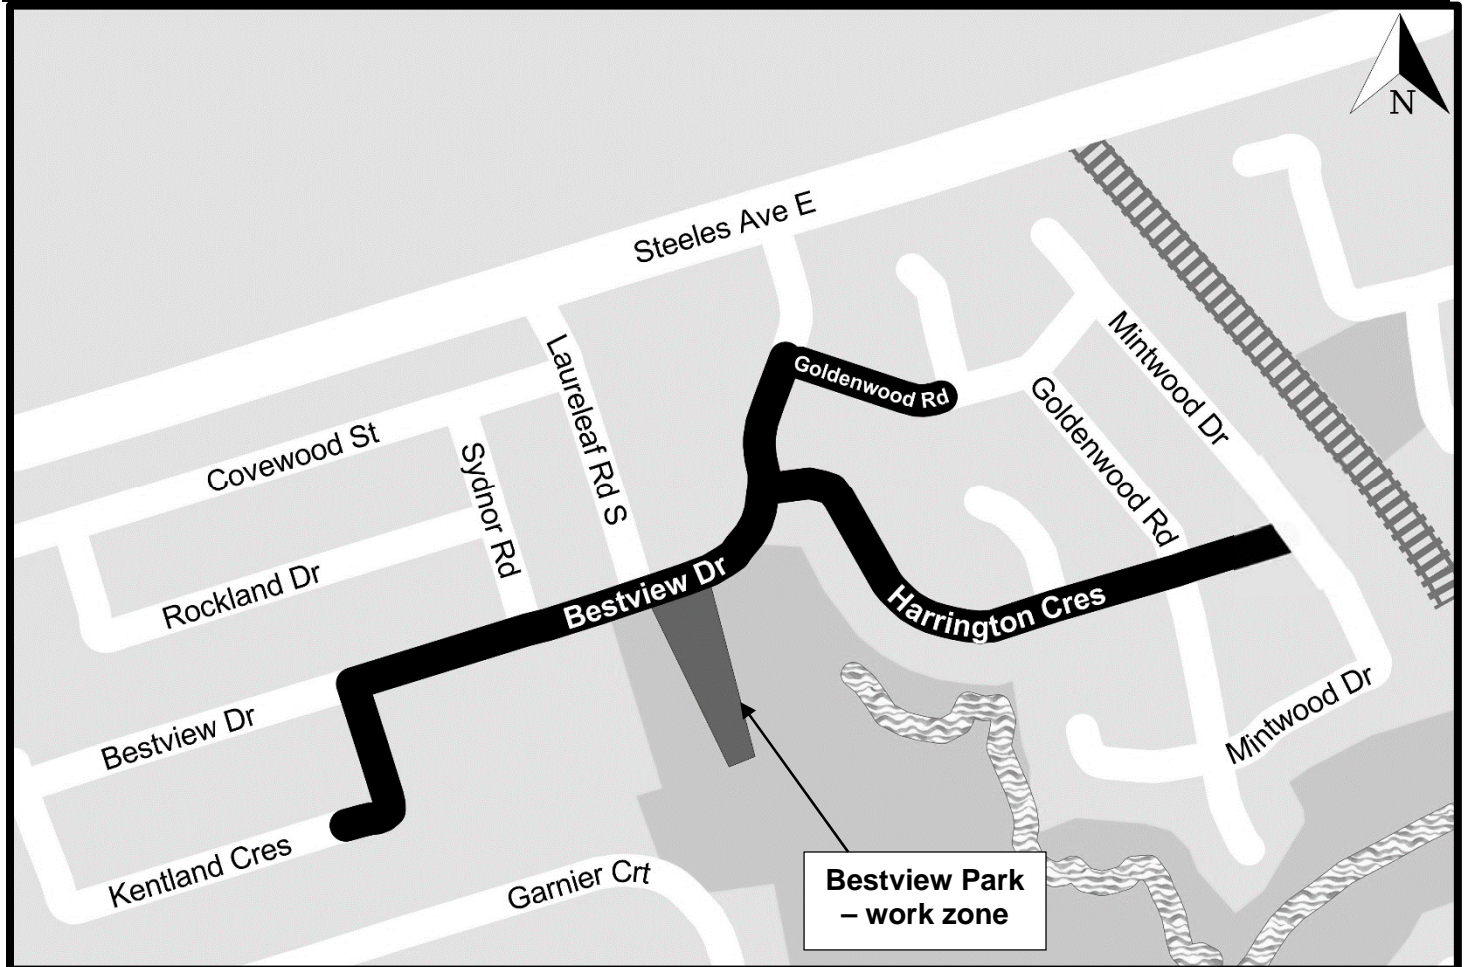 N
Steeles Ave E
Laureleaf Rd S
Goldenwood Rd
Mintwood Dr
Covewood St
Sydnor Rd
Goldenwood Rd
Rockland Dr
Bestview Dr
Harrington Cres
Bestview Dr
Mintwood Dr
Kentland Cres
Garnier Crt
Bestview Park
– work zone